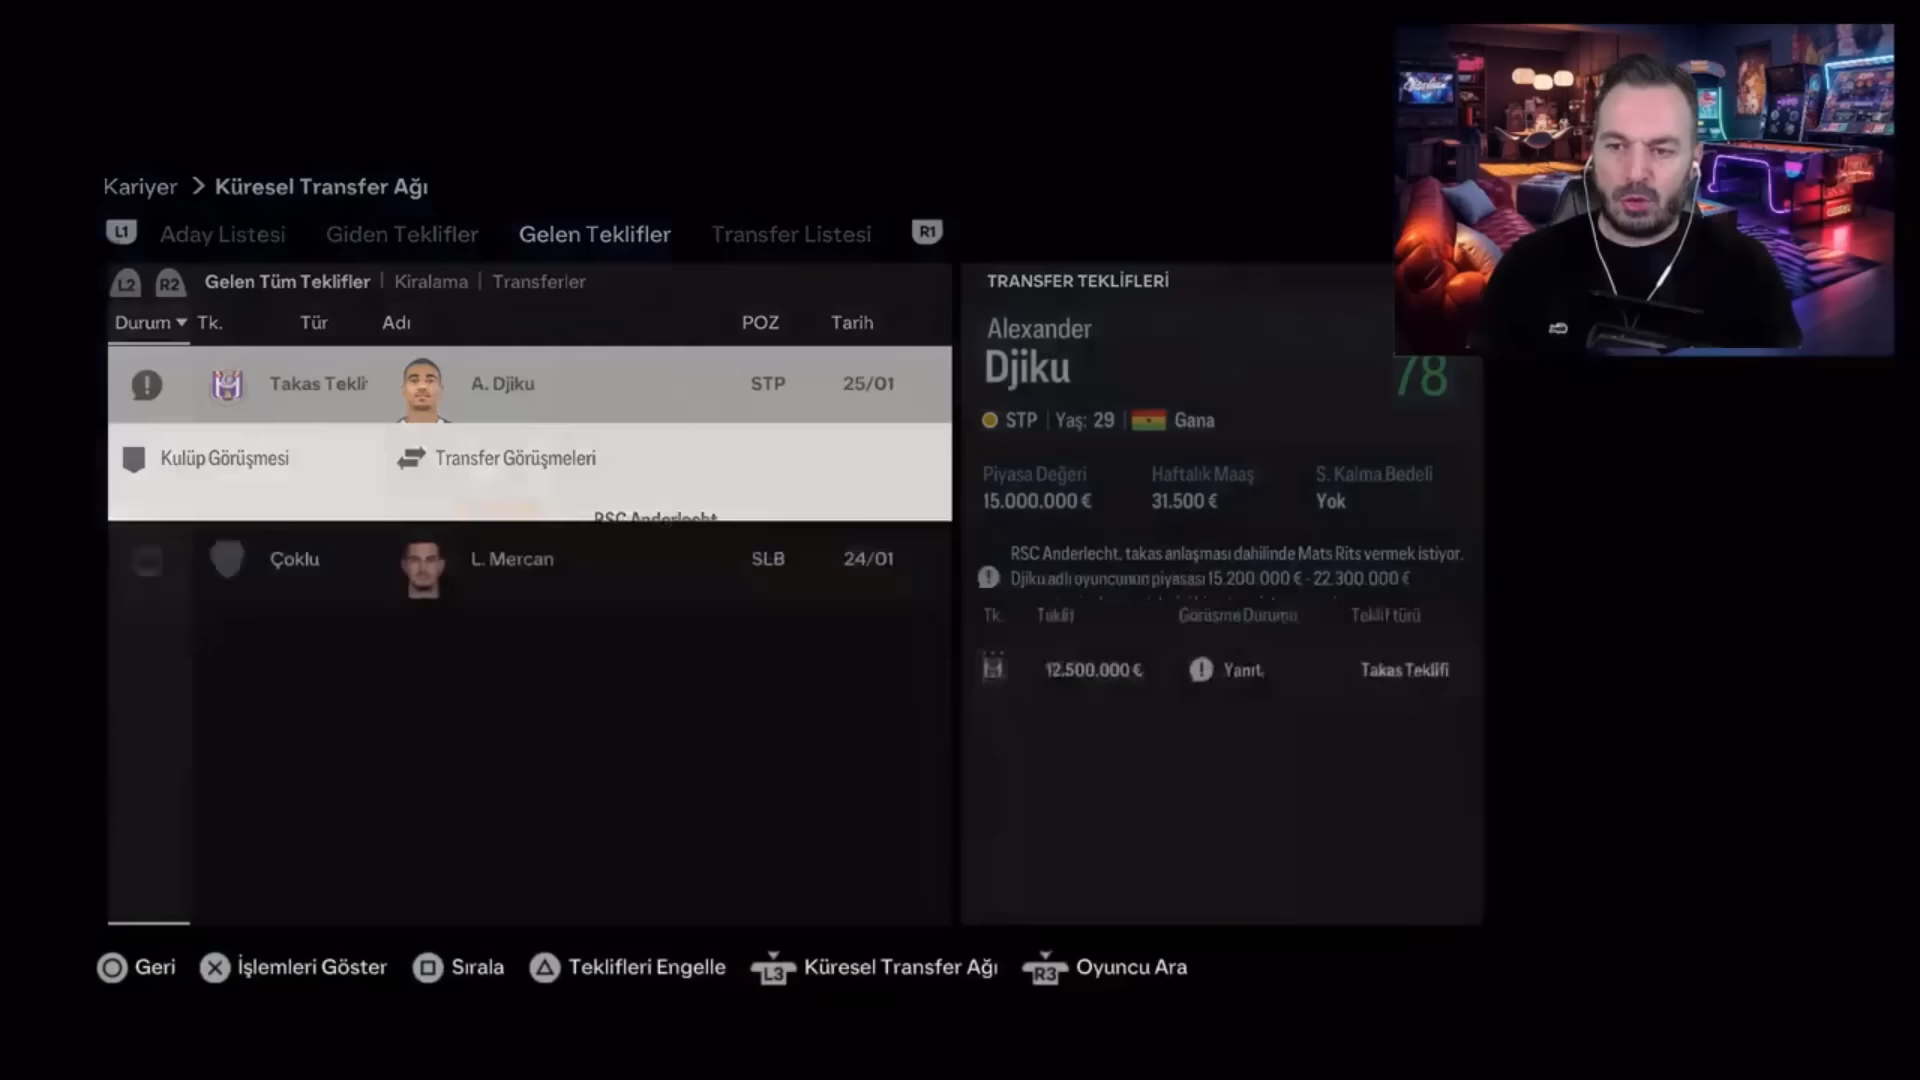 Kariyer > Küresel Transfer Ağı
L1 Aday Listesi Giden Teklifler Gelen Teklifler Transfer Listesi R1
L2 R2 Gelen Tüm Teklifler | Kiralama | Transferler
Durum Tk. Tür Adı POZ Tarih
Takas Tekli A. Djiku STP 25/01
Kulüp Görüşmesi Transfer Görüşmeleri
RSC Anderlecht
Çoklu L. Mercan SLB 24/01
TRANSFER TEKLİFLERİ
Alexander
Djiku
78
STP | Yaş: 29 | Gana
Piyasa Değeri Haftalık Maaş S. Kalma Bedeli
15.000.000 € 31.500 € Yok
RSC Anderlecht, takas anlaşması dahilinde Mats Rits vermek istiyor.
Djiku adlı oyuncunun piyasası 15.200.000 € - 22.300.000 €
Tk. Teklif Görüşme Durumu Teklif türü
12.500.000 € Yanıt. Takas Teklifi
Geri İşlemleri Göster Sırala Teklifleri Engelle L3 Küresel Transfer Ağı R3 Oyuncu Ara